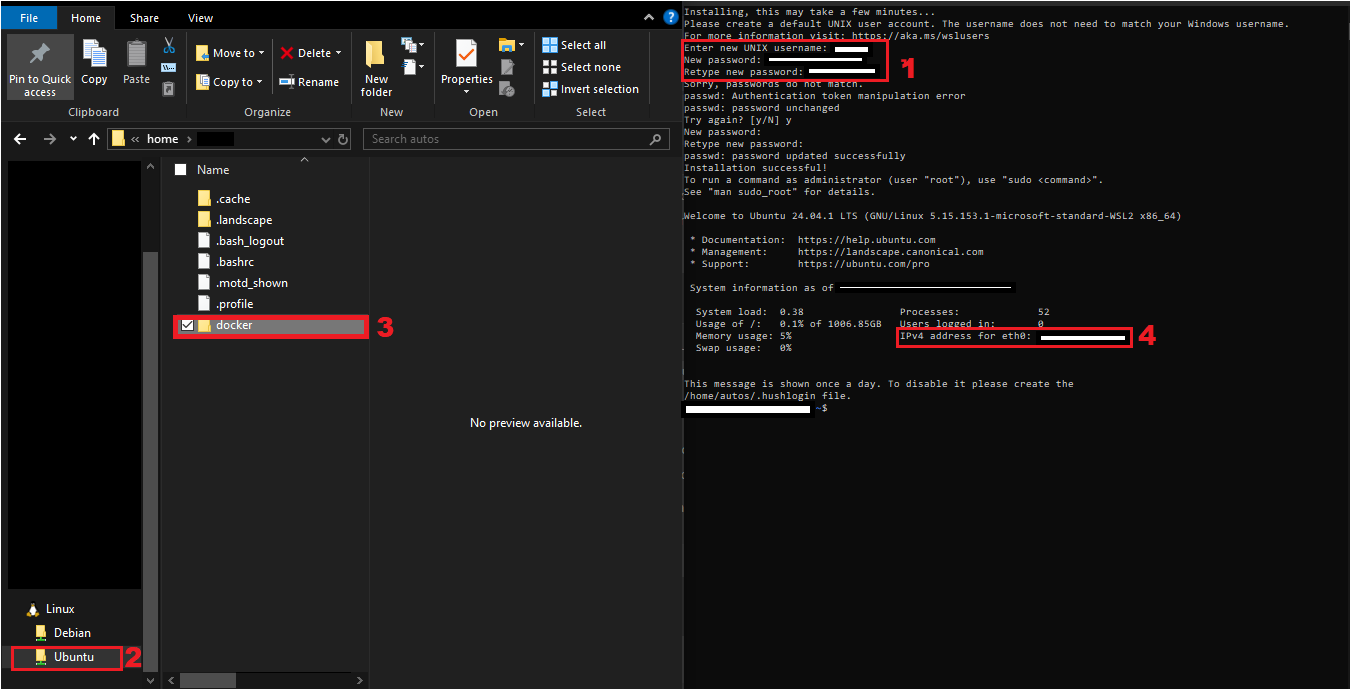 File Home Share View
Pin to Quick access
Copy
Paste
Clipboard
Move to
Copy to
Delete
Rename
Organize
New folder
New
Properties
Open
Select all
Select none
Invert selection
Select
« home ›
Search autos
Name
.cache
.landscape
.bash_logout
.bashrc
.motd_shown
.profile
docker
3
No preview available.
Linux
Debian
Ubuntu
2
Installing, this may take a few minutes...
Please create a default UNIX user account. The username does not need to match your Windows username.
For more information visit: https://aka.ms/wslusers
Enter new UNIX username:
New password:
Retype new password:
1
Sorry, passwords do not match.
passwd: Authentication token manipulation error
passwd: password unchanged
Try again? [y/N] y
New password:
Retype new password:
passwd: password updated successfully
Installation successful!
To run a command as administrator (user "root"), use "sudo <command>".
See "man sudo_root" for details.
Welcome to Ubuntu 24.04.1 LTS (GNU/Linux 5.15.153.1-microsoft-standard-WSL2 x86_64)
* Documentation: https://help.ubuntu.com
* Management: https://landscape.canonical.com
* Support: https://ubuntu.com/pro
System information as of
System load: 0.38 Processes: 52
Usage of /: 0.1% of 1006.85GB Users logged in: 0
Memory usage: 5% IPv4 address for eth0:
4
Swap usage: 0%
This message is shown once a day. To disable it please create the
/home/autos/.hushlogin file.
~$